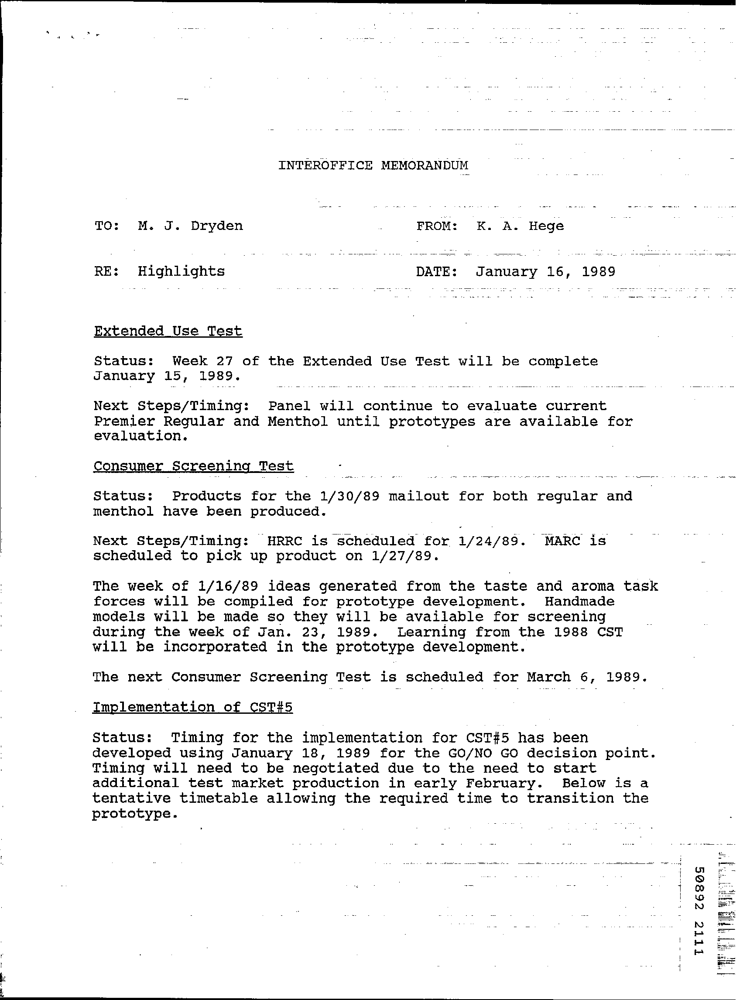 INTEROFFICE MEMORANDUM
TO: M. J. Dryden FROM: K. A. Hege
RE: Highlights DATE: January 16, 1989
Extended Use Test
Status: Week 27 of the Extended Use Test will be complete
January 15, 1989.
Next Steps/Timing: Panel will continue to evaluate current
Premier Regular and Menthol until prototypes are available for
evaluation.
Consumer Screening Test
Status: Products for the 1/30/89 mailout for both regular and
menthol have been produced.
Next Steps/Timing: HRRC is scheduled for 1/24/89. MARC is
scheduled to pick up product on 1/27/89.
The week of 1/16/89 ideas generated from the taste and aroma task
forces will be compiled for prototype development. Handmade
models will be made so they will be available for screening
during the week of Jan. 23, 1989. Learning from the 1988 CST
will be incorporated in the prototype development.
The next Consumer Screening Test is scheduled for March 6, 1989.
Implementation of CST#5
Status: Timing for the implementation for CST#5 has been
developed using January 18, 1989 for the GO/NO GO decision point.
Timing will need to be negotiated due to the need to start
additional test market production in early February. Below is a
tentative timetable allowing the required time to transition the
prototype.
50892 2111